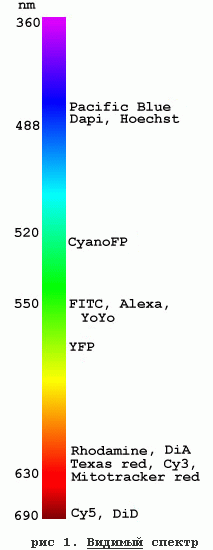 nm
360
Pacific Blue
488 Dapi, Hoechst
520
CyanoFP
550 FITC, Alexa,
YoYo
YFP
Rhodamine, DiA
Texas red, Cy3,
630 Mitotracker red
690 Cy5, DiD
рис 1. Видимый спектр